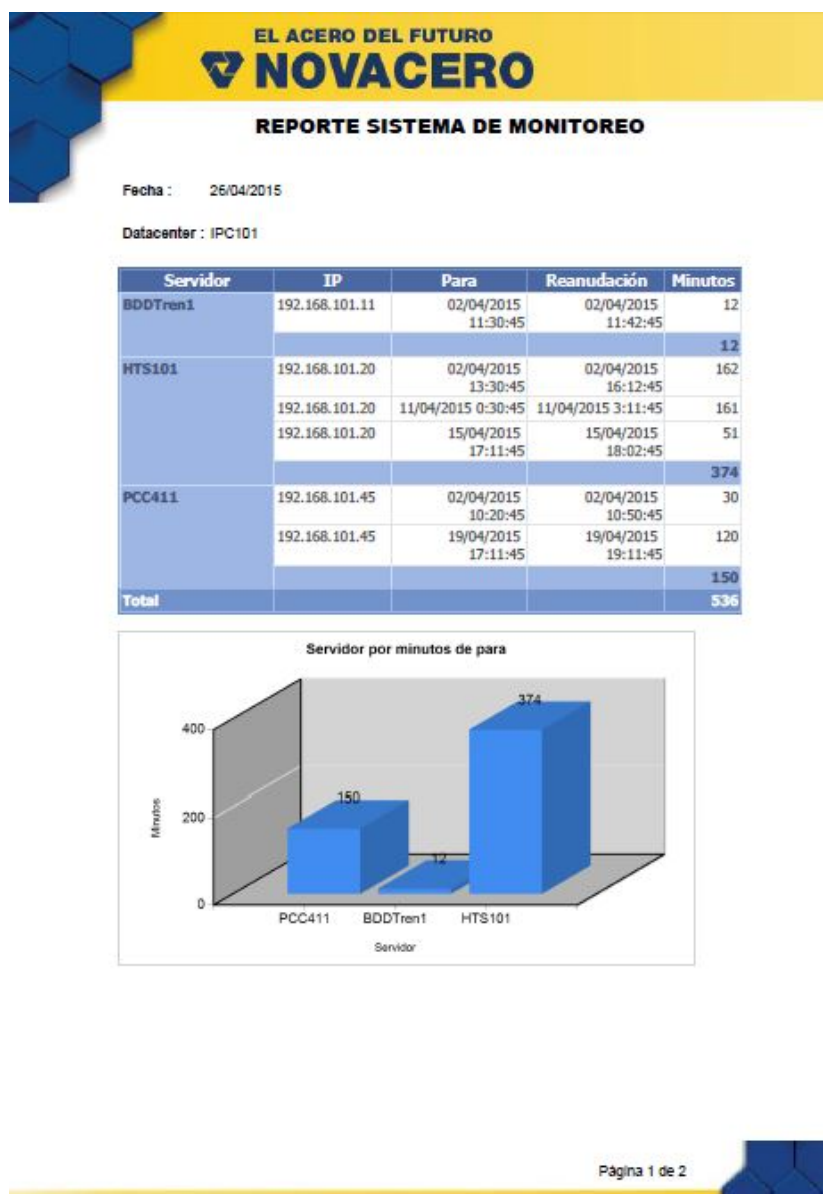 EL ACERO DEL FUTURO
NOVACERO
REPORTE SISTEMA DE MONITOREO
Fecha : 26/04/2015
Datacenter : IPC101
Servidor IP Para Reanudación Minutos
BDDTren1 192.168.101.11 02/04/2015 02/04/2015 12
11:30:45 11:42:45
12
HTS101 192.168.101.20 02/04/2015 02/04/2015 162
13:30:45 16:12:45
192.168.101.20 11/04/2015 0:30:45 11/04/2015 3:11:45 161
192.168.101.20 15/04/2015 15/04/2015 51
17:11:45 18:02:45
374
PCC411 192.168.101.45 02/04/2015 02/04/2015 30
10:20:45 10:50:45
192.168.101.45 19/04/2015 19/04/2015 120
17:11:45 19:11:45
150
Total 536
Servidor por minutos de para
374
400
150
Minutos
200
12
0
PCC411 BDDTren1 HTS101
Servidor
Página 1 de 2